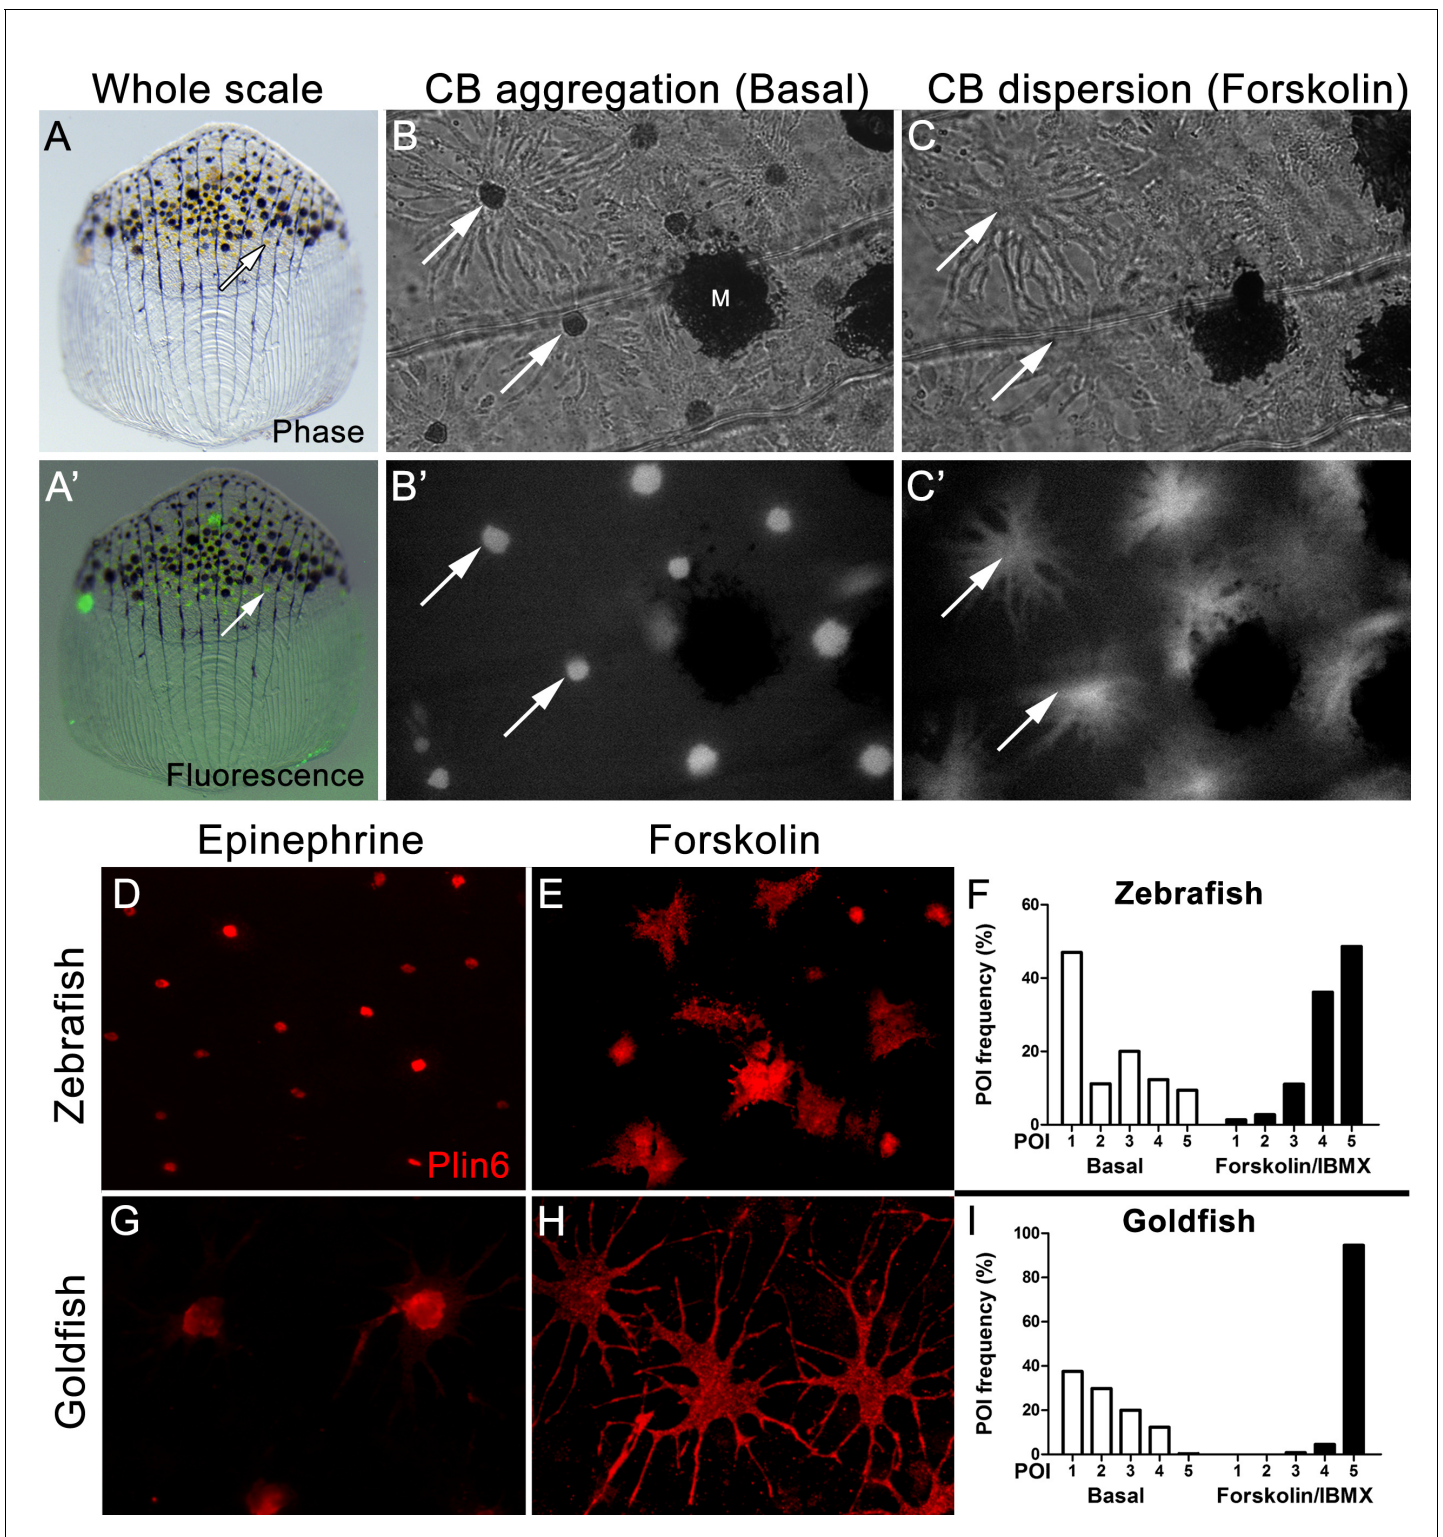 Whole scale
CB aggregation (Basal)
CB dispersion (Forskolin)
A
Phase
B
M
C
A’
Fluorescence
B’
C’
Epinephrine
Forskolin
Zebrafish
D
Plin6
E
F
Zebrafish
POI frequency (%)
60
40
20
0
POI 1 2 3 4 5 1 2 3 4 5
Basal Forskolin/IBMX
Goldfish
G
H
I
Goldfish
POI frequency (%)
100
80
60
40
20
0
POI 1 2 3 4 5 1 2 3 4 5
Basal Forskolin/IBMX